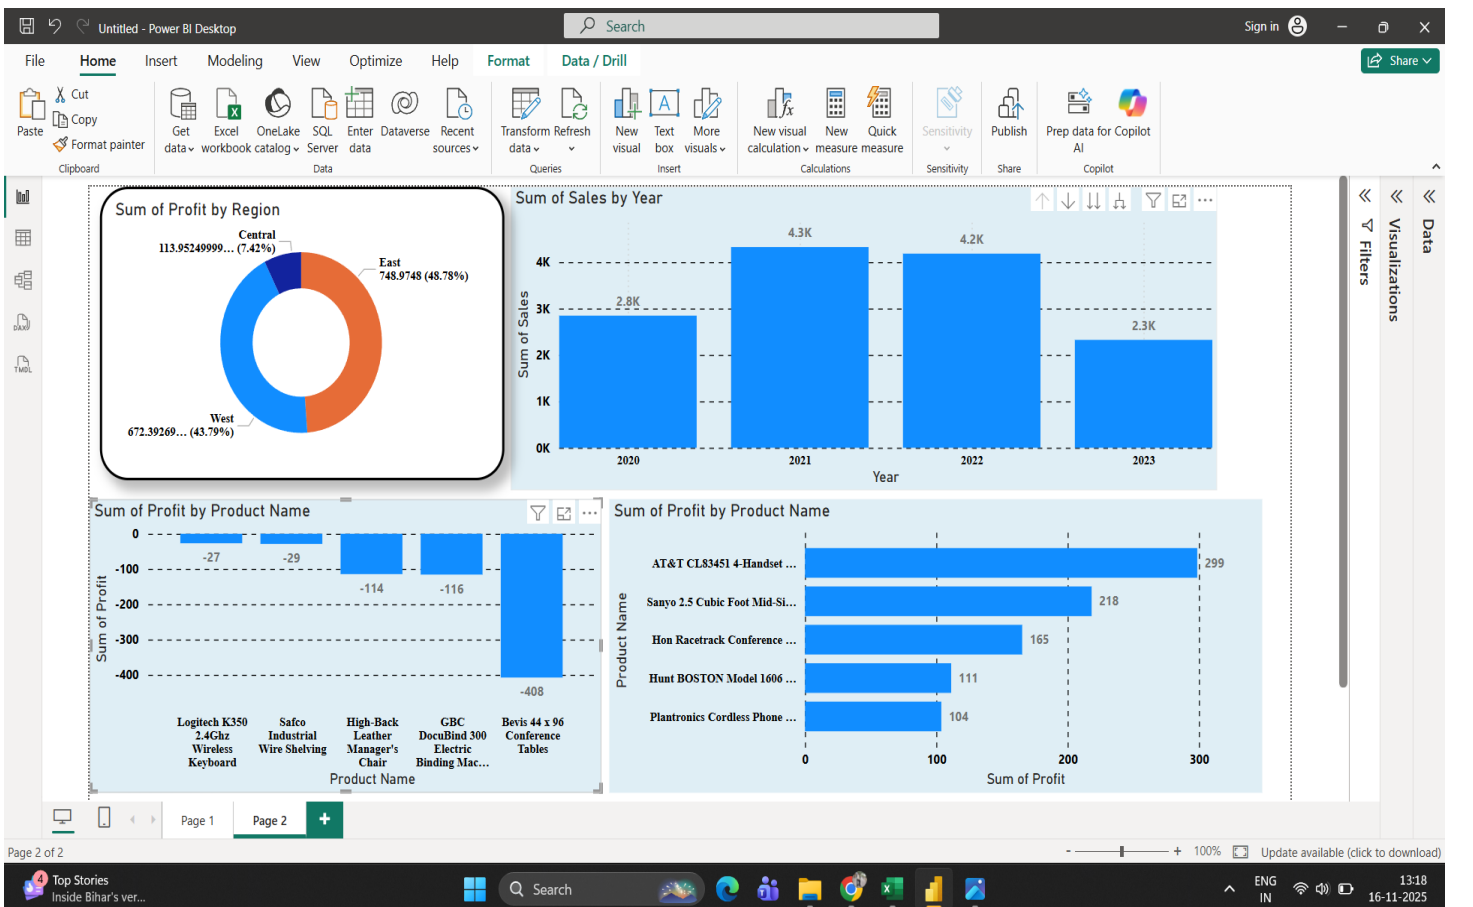 Untitled - Power BI Desktop
Search
Sign in
File Home Insert Modeling View Optimize Help Format Data / Drill
Share
Paste
Cut
Copy
Format painter
Clipboard
Get data
Excel workbook
OneLake catalog
SQL Server
Enter data
Dataverse
Recent sources
Data
Transform data
Refresh
Queries
New visual
Text box
More visuals
Insert
New visual calculation
New measure
Quick measure
Calculations
Sensitivity
Sensitivity
Publish
Share
Prep data for AI
Copilot
Copilot
DAX
TMDL
Sum of Profit by Region
Central
113.95249999... (7.42%)
East
748.9748 (48.78%)
West
672.39269... (43.79%)
Sum of Sales by Year
Sum of Sales
4K
3K
2K
1K
0K
2.8K
4.3K
4.2K
2.3K
2020 2021 2022 2023
Year
Sum of Profit by Product Name
Sum of Profit
0
-100
-200
-300
-400
-27
-29
-114
-116
-408
Logitech K350
2.4Ghz
Wireless
Keyboard
Safco
Industrial
Wire Shelving
High-Back
Leather
Manager's
Chair
GBC
DocuBind 300
Electric
Binding Mac...
Bevis 44 x 96
Conference
Tables
Product Name
Sum of Profit by Product Name
Product Name
AT&T CL83451 4-Handset ... 299
Sanyo 2.5 Cubic Foot Mid-Si... 218
Hon Racetrack Conference ... 165
Hunt BOSTON Model 1606 ... 111
Plantronics Cordless Phone ... 104
0 100 200 300
Sum of Profit
Filters
Visualizations
Data
Page 1
Page 2
+
Page 2 of 2
- + 100%
Update available (click to download)
4
Top Stories
Inside Bihar's ver...
Search
ENG
IN
13:18
16-11-2025